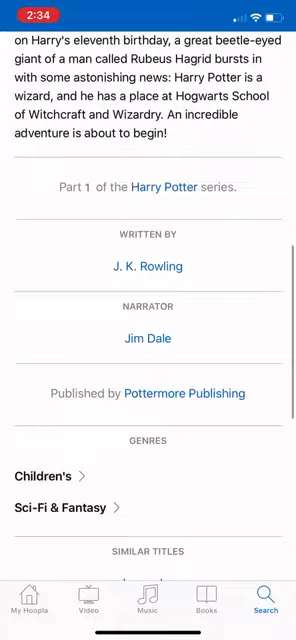 2:34
on Harry's eleventh birthday, a great beetle-eyed
giant of a man called Rubeus Hagrid bursts in
with some astonishing news: Harry Potter is a
wizard, and he has a place at Hogwarts School
of Witchcraft and Wizardry. An incredible
adventure is about to begin!
Part 1 of the Harry Potter series.
WRITTEN BY
J. K. Rowling
NARRATOR
Jim Dale
Published by Pottermore Publishing
GENRES
Children's
Sci-Fi & Fantasy
SIMILAR TITLES
My Hoopla Video Music Books Search